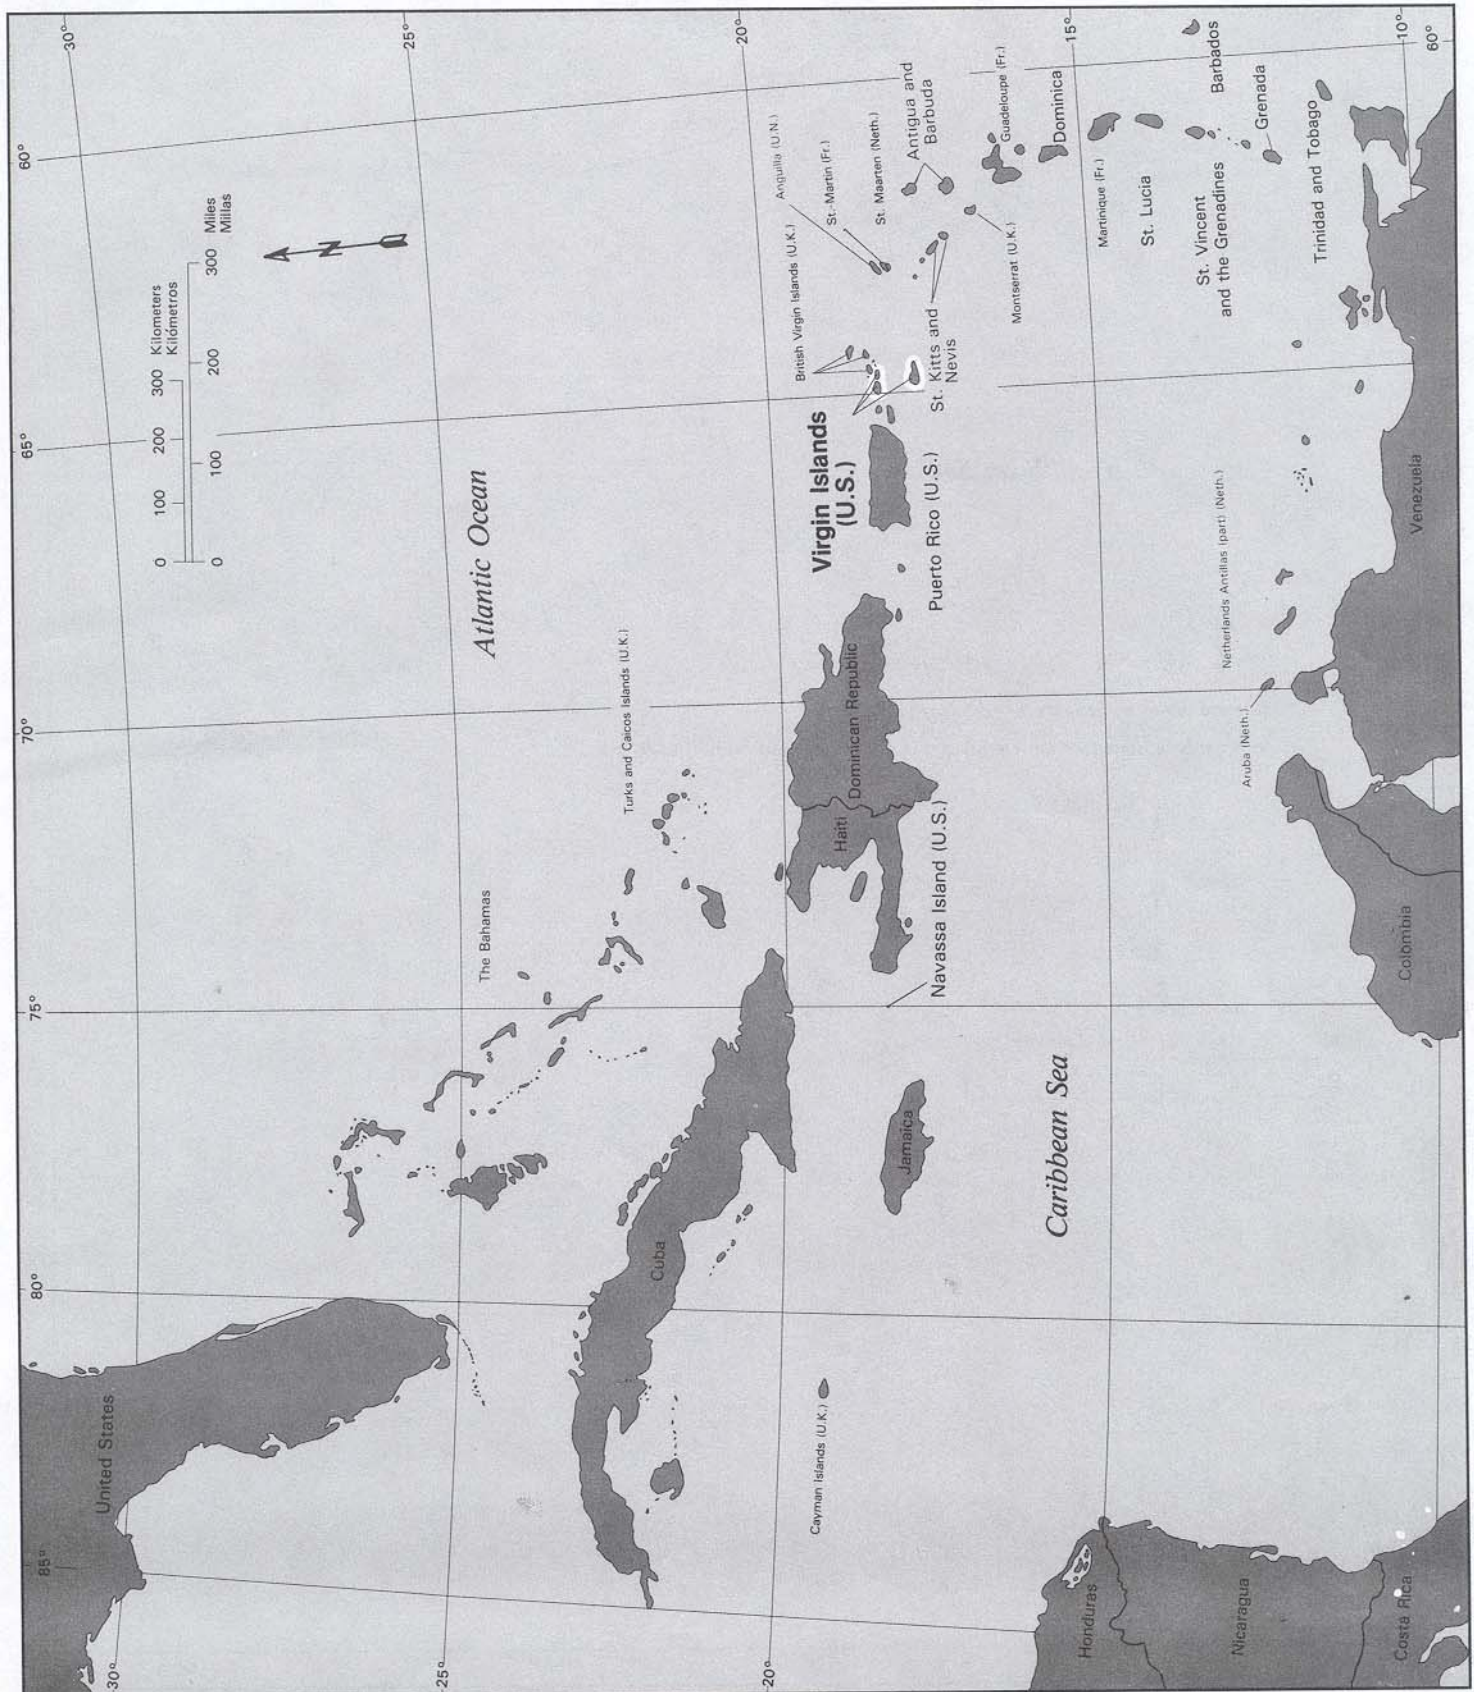 60°
65°
70°
75°
80°
85°
30°
25°
20°
15°
10°
60°
30°
25°
20°
0 100 200 300 Kilometers
Kilómetros
0 100 200 300 Miles
Millas
N
Atlantic Ocean
United States
The Bahamas
Turks and Caicos Islands (U.K.)
Cuba
Cayman Islands (U.K.)
Jamaica
Haiti
Dominican Republic
Navassa Island (U.S.)
Puerto Rico (U.S.)
Virgin Islands
(U.S.)
British Virgin Islands (U.K.)
Anguilla (U.N.)
St.-Martin (Fr.)
St. Maarten (Neth.)
Antigua and
Barbuda
St. Kitts and
Nevis
Montserrat (U.K.)
Guadeloupe (Fr.)
Dominica
Martinique (Fr.)
St. Lucia
St. Vincent
and the Grenadines
Barbados
Grenada
Trinidad and Tobago
Caribbean Sea
Netherlands Antillas (part) (Neth.)
Aruba (Neth.)
Venezuela
Colombia
Honduras
Nicaragua
Costa Rica